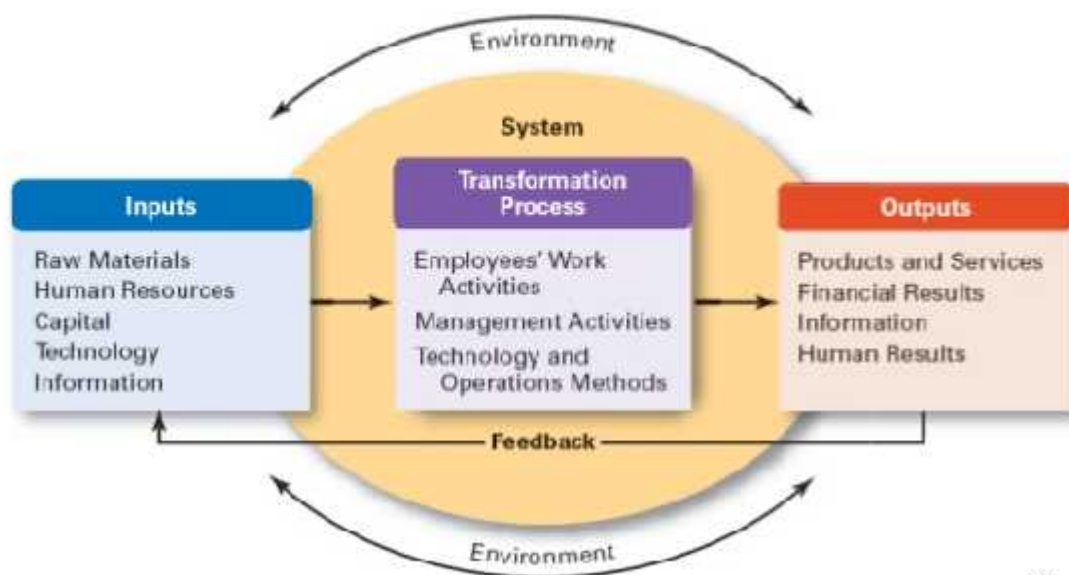 Environment
System
Inputs
Raw Materials
Human Resources
Capital
Technology
Information
Transformation
Process
Employees' Work
Activities
Management Activities
Technology and
Operations Methods
Outputs
Products and Services
Financial Results
Information
Human Results
Feedback
Environment